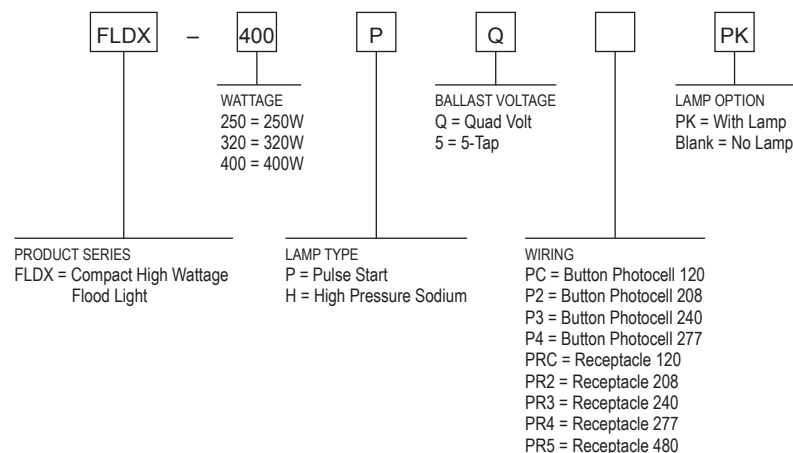 FLDX – 400 P Q PK
WATTAGE
250 = 250W
320 = 320W
400 = 400W
BALLAST VOLTAGE
Q = Quad Volt
5 = 5-Tap
LAMP OPTION
PK = With Lamp
Blank = No Lamp
PRODUCT SERIES
FLDX = Compact High Wattage
Flood Light
LAMP TYPE
P = Pulse Start
H = High Pressure Sodium
WIRING
PC = Button Photocell 120
P2 = Button Photocell 208
P3 = Button Photocell 240
P4 = Button Photocell 277
PRC = Receptacle 120
PR2 = Receptacle 208
PR3 = Receptacle 240
PR4 = Receptacle 277
PR5 = Receptacle 480